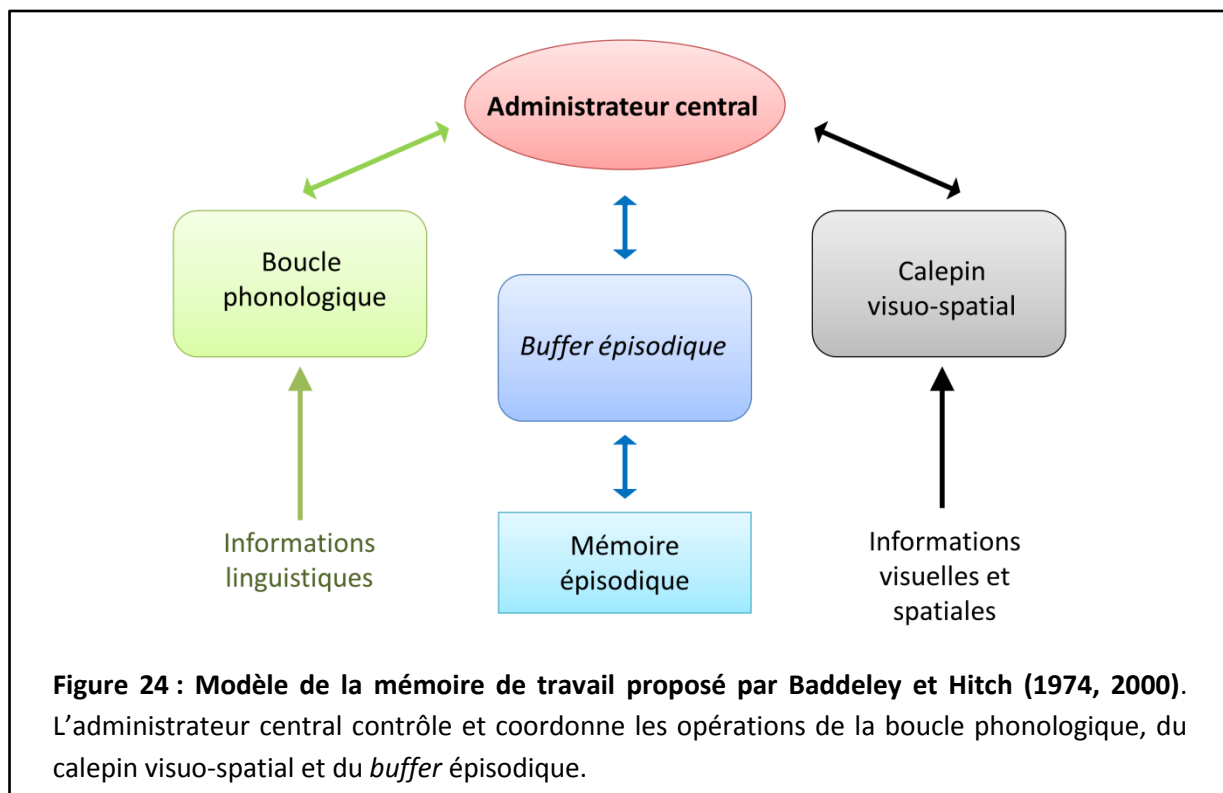 Administrateur central
Boucle
phonologique
Buffer épisodique
Calepin
visuo-spatial
Informations
linguistiques
Mémoire
épisodique
Informations
visuelles et
spatiales
Figure 24 : Modèle de la mémoire de travail proposé par Baddeley et Hitch (1974, 2000).
L’administrateur central contrôle et coordonne les opérations de la boucle phonologique, du
calepin visuo-spatial et du buffer épisodique.